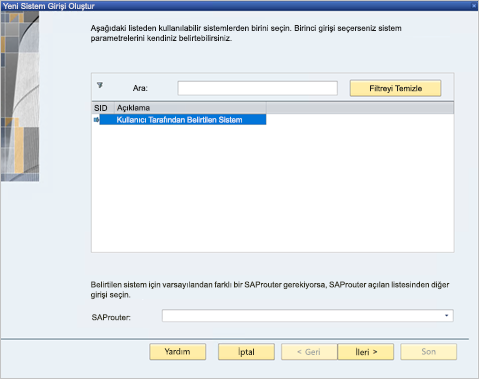 Yeni Sistem Girişi Oluştur
Aşağıdaki listeden kullanılabilir sistemlerden birini seçin. Birinci girişi seçerseniz sistem
parametrelerini kendiniz belirtebilirsiniz.
Ara: Filtreyi Temizle
SID Açıklama
Kullanıcı Tarafından Belirtilen Sistem
Belirtilen sistem için varsayılandan farklı bir SAProuter gerekiyorsa, SAProuter açılan listesinden diğer
girişi seçin.
SAProuter:
Yardım İptal < Geri İleri > Son